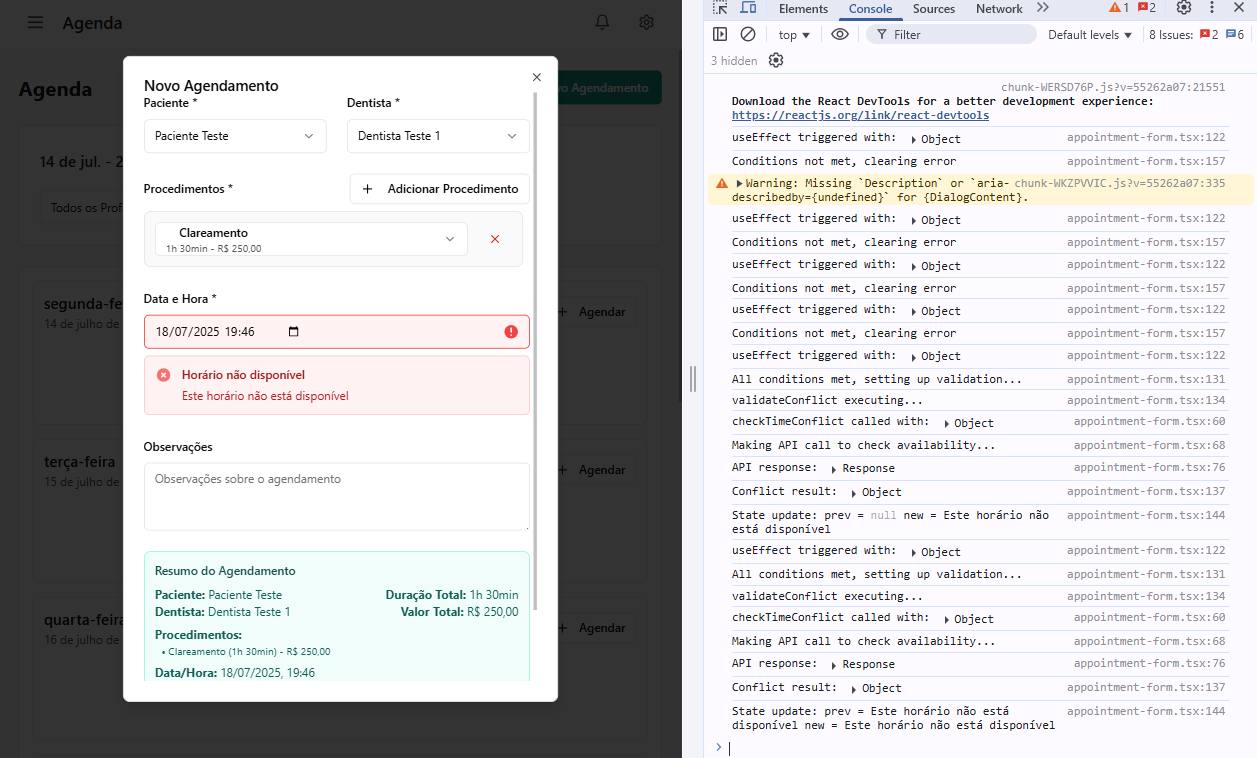 Agenda
Agenda
vo Agendamento
14 de jul. - 2
Todos os Prof
segunda-fe
14 de julho de
+ Agendar
terça-feira
15 de julho de
+ Agendar
quarta-feira
16 de julho de
+ Agendar
Novo Agendamento
Paciente *
Dentista *
Paciente Teste
Dentista Teste 1
Procedimentos *
+ Adicionar Procedimento
Clareamento
1h 30min - R$ 250,00
Data e Hora *
18/07/2025 19:46
Horário não disponível
Este horário não está disponível
Observações
Observações sobre o agendamento
Resumo do Agendamento
Paciente: Paciente Teste
Duração Total: 1h 30min
Dentista: Dentista Teste 1
Valor Total: R$ 250,00
Procedimentos:
• Clareamento (1h 30min) - R$ 250,00
Data/Hora: 18/07/2025, 19:46
Elements Console Sources Network 1 2
top Filter Default levels 8 Issues: 2 6
3 hidden
chunk-WERSD76P.js?v=55262a07:21551
Download the React DevTools for a better development experience:
https://reactjs.org/link/react-devtools
useEffect triggered with: Object appointment-form.tsx:122
Conditions not met, clearing error appointment-form.tsx:157
Warning: Missing `Description` or `aria- chunk-WKZPVVIC.js?v=55262a07:335
describedby={undefined}` for {DialogContent}.
useEffect triggered with: Object appointment-form.tsx:122
Conditions not met, clearing error appointment-form.tsx:157
useEffect triggered with: Object appointment-form.tsx:122
Conditions not met, clearing error appointment-form.tsx:157
useEffect triggered with: Object appointment-form.tsx:122
Conditions not met, clearing error appointment-form.tsx:157
useEffect triggered with: Object appointment-form.tsx:122
All conditions met, setting up validation... appointment-form.tsx:131
validateConflict executing... appointment-form.tsx:134
checkTimeConflict called with: Object appointment-form.tsx:60
Making API call to check availability... appointment-form.tsx:68
API response: Response appointment-form.tsx:76
Conflict result: Object appointment-form.tsx:137
State update: prev = null new = Este horário não appointment-form.tsx:144
está disponível
useEffect triggered with: Object appointment-form.tsx:122
All conditions met, setting up validation... appointment-form.tsx:131
validateConflict executing... appointment-form.tsx:134
checkTimeConflict called with: Object appointment-form.tsx:60
Making API call to check availability... appointment-form.tsx:68
API response: Response appointment-form.tsx:76
Conflict result: Object appointment-form.tsx:137
State update: prev = Este horário não está appointment-form.tsx:144
disponível new = Este horário não está disponível